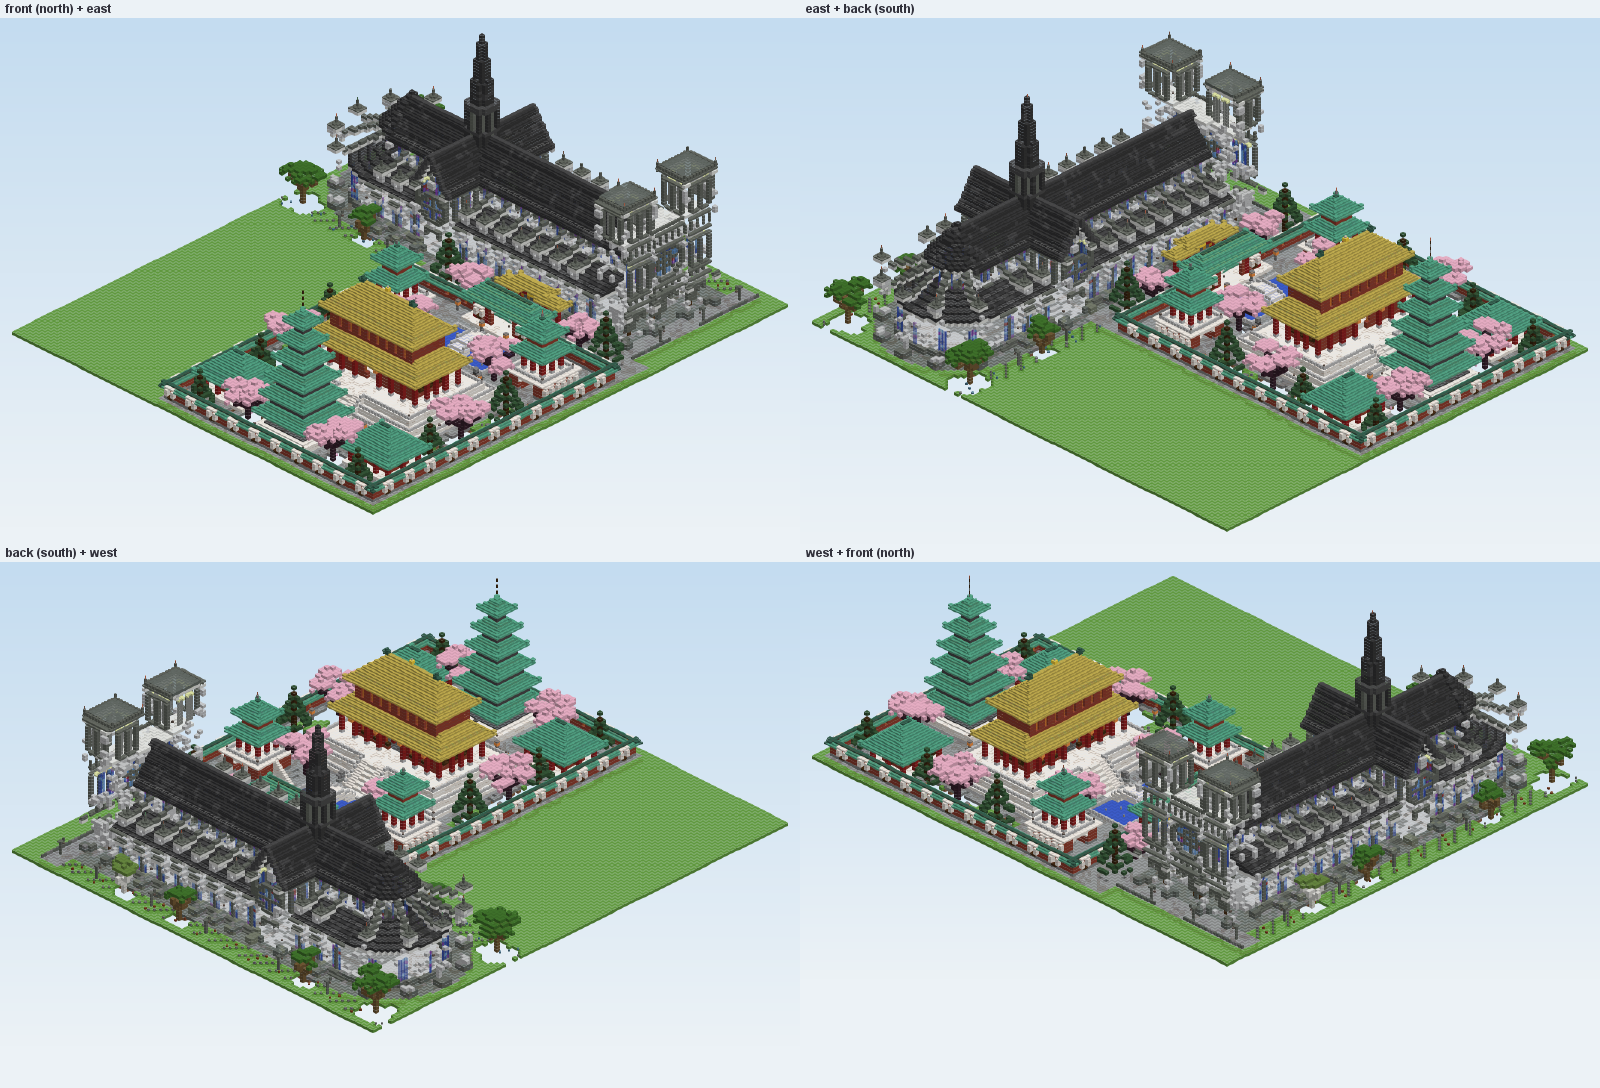 front (north) + east
east + back (south)
back (south) + west
west + front (north)